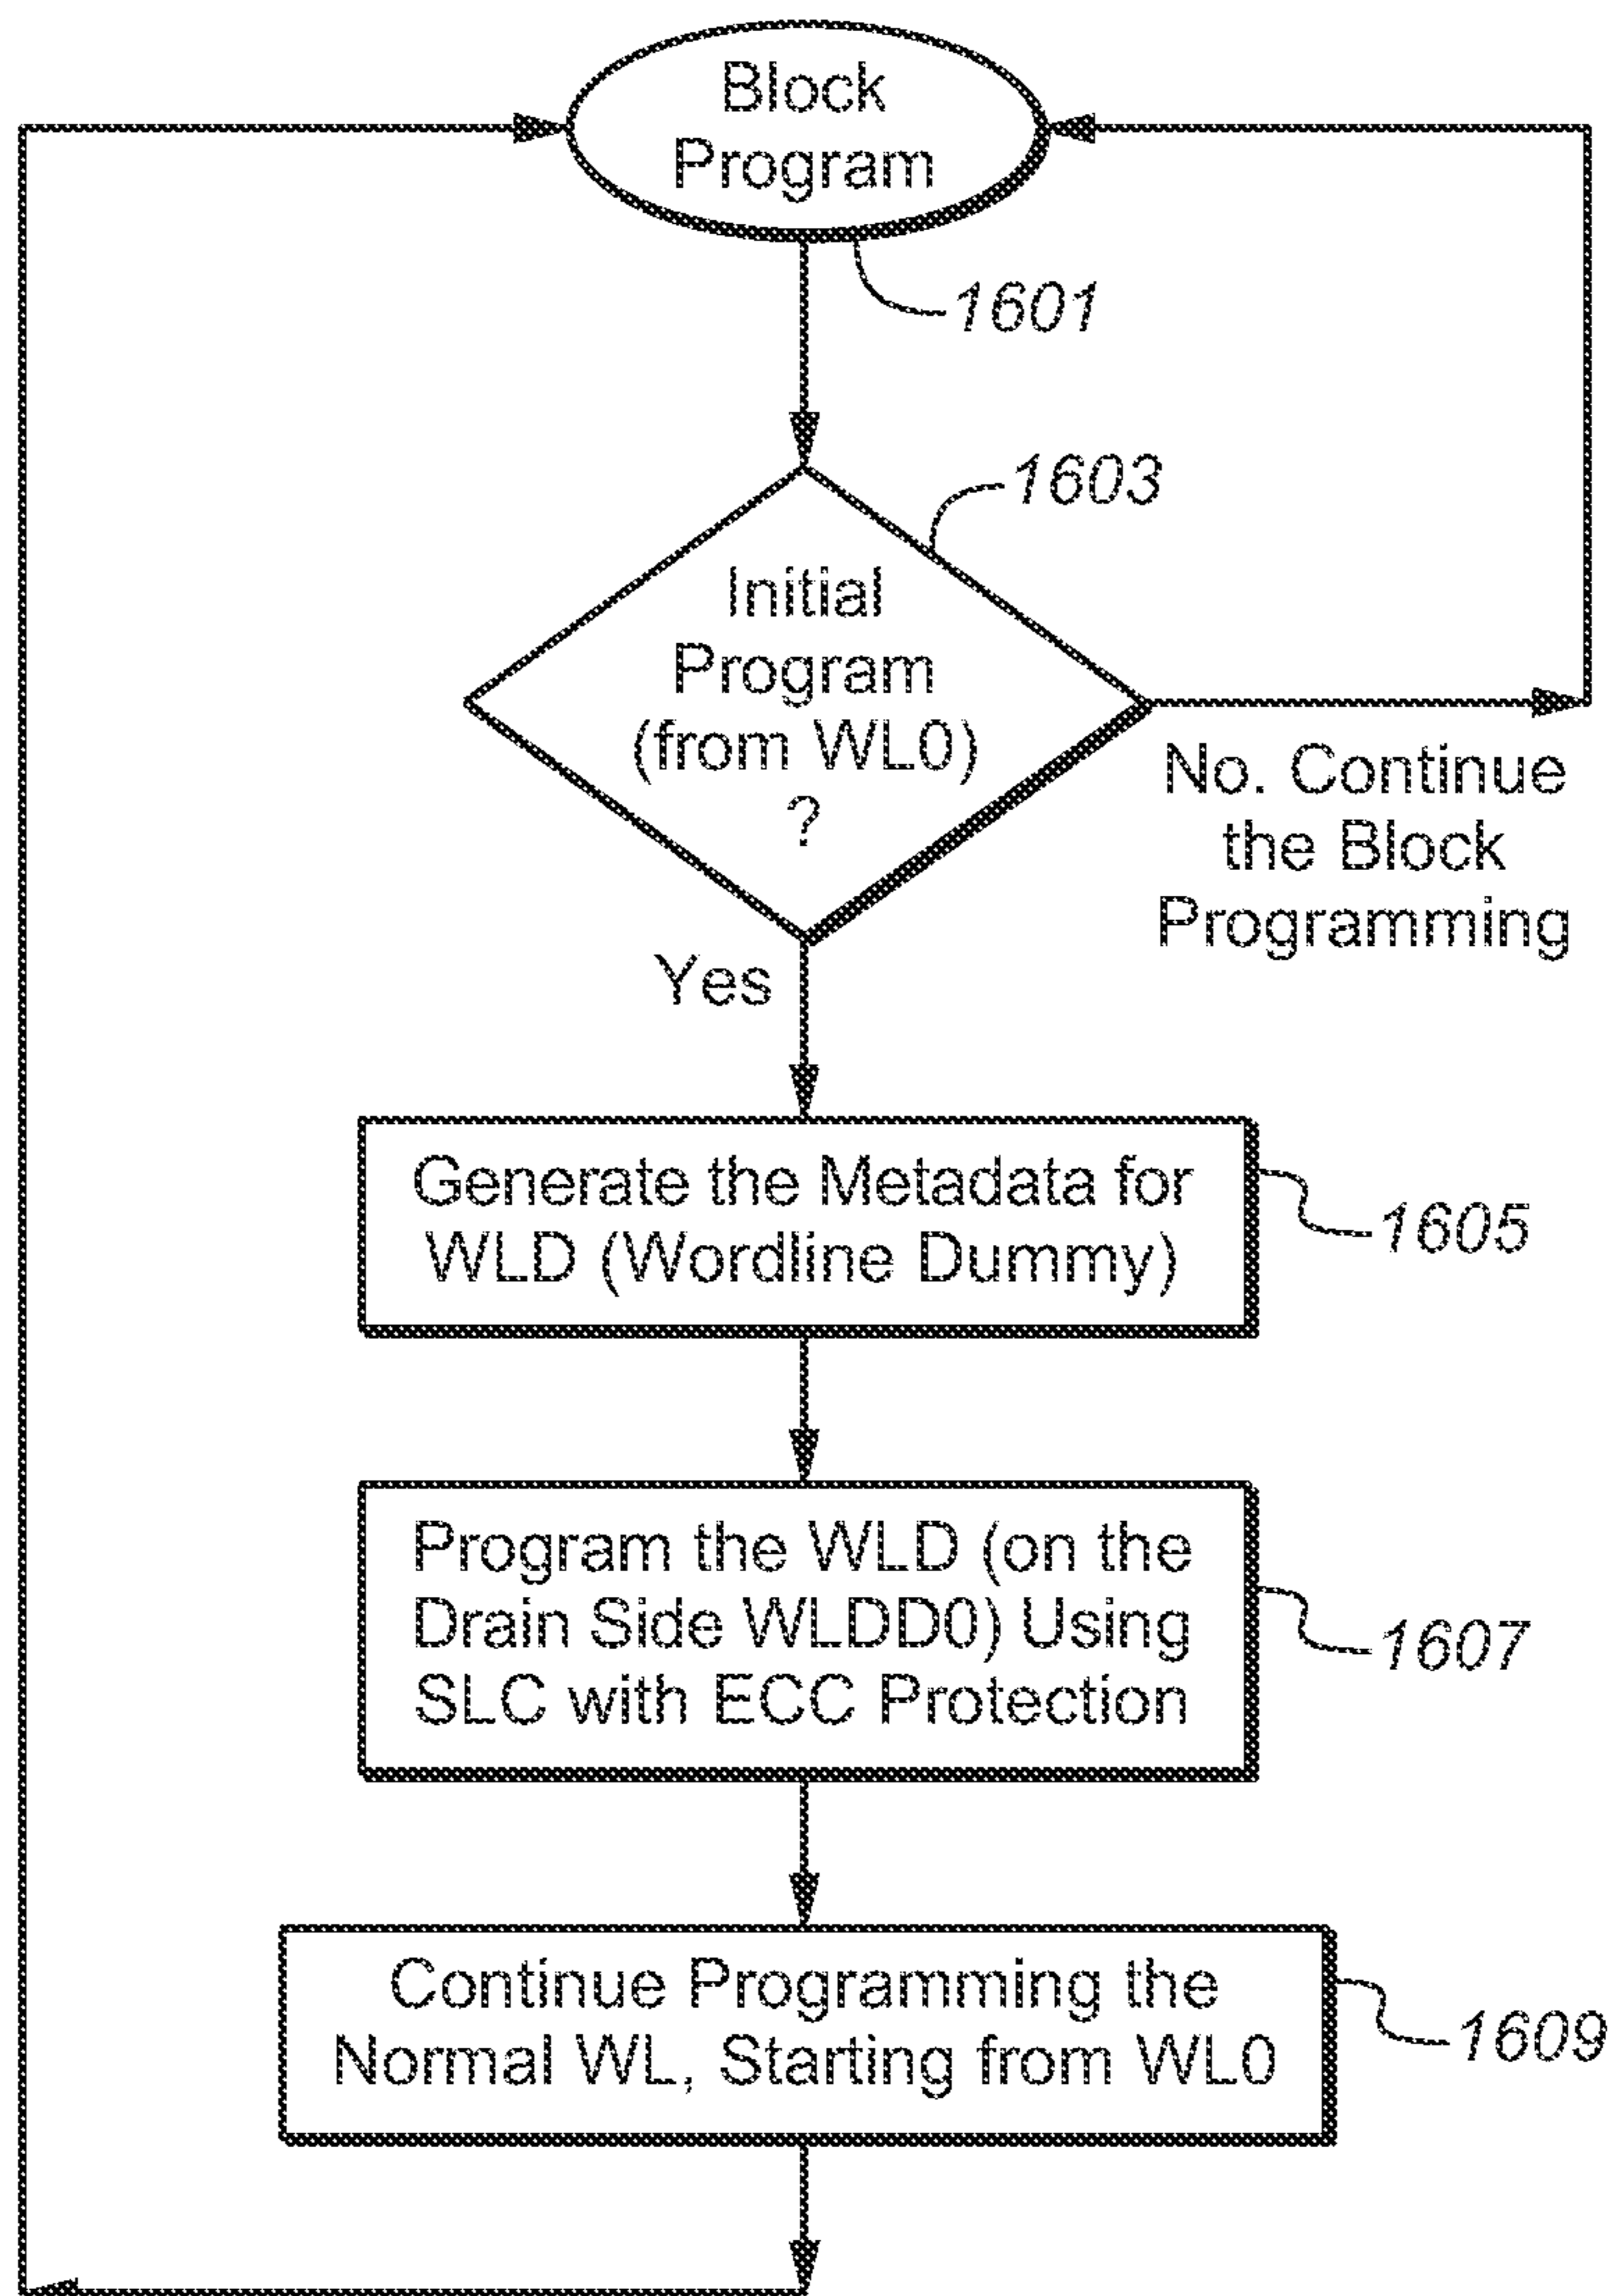 Block
Program
1601
1603
Initial
Program
(from WL0)
?
No. Continue
the Block
Programming
Yes
Generate the Metadata for
WLD (Wordline Dummy)
1605
Program the WLD (on the
Drain Side WLDD0) Using
SLC with ECC Protection
1607
Continue Programming the
Normal WL, Starting from WL0
1609